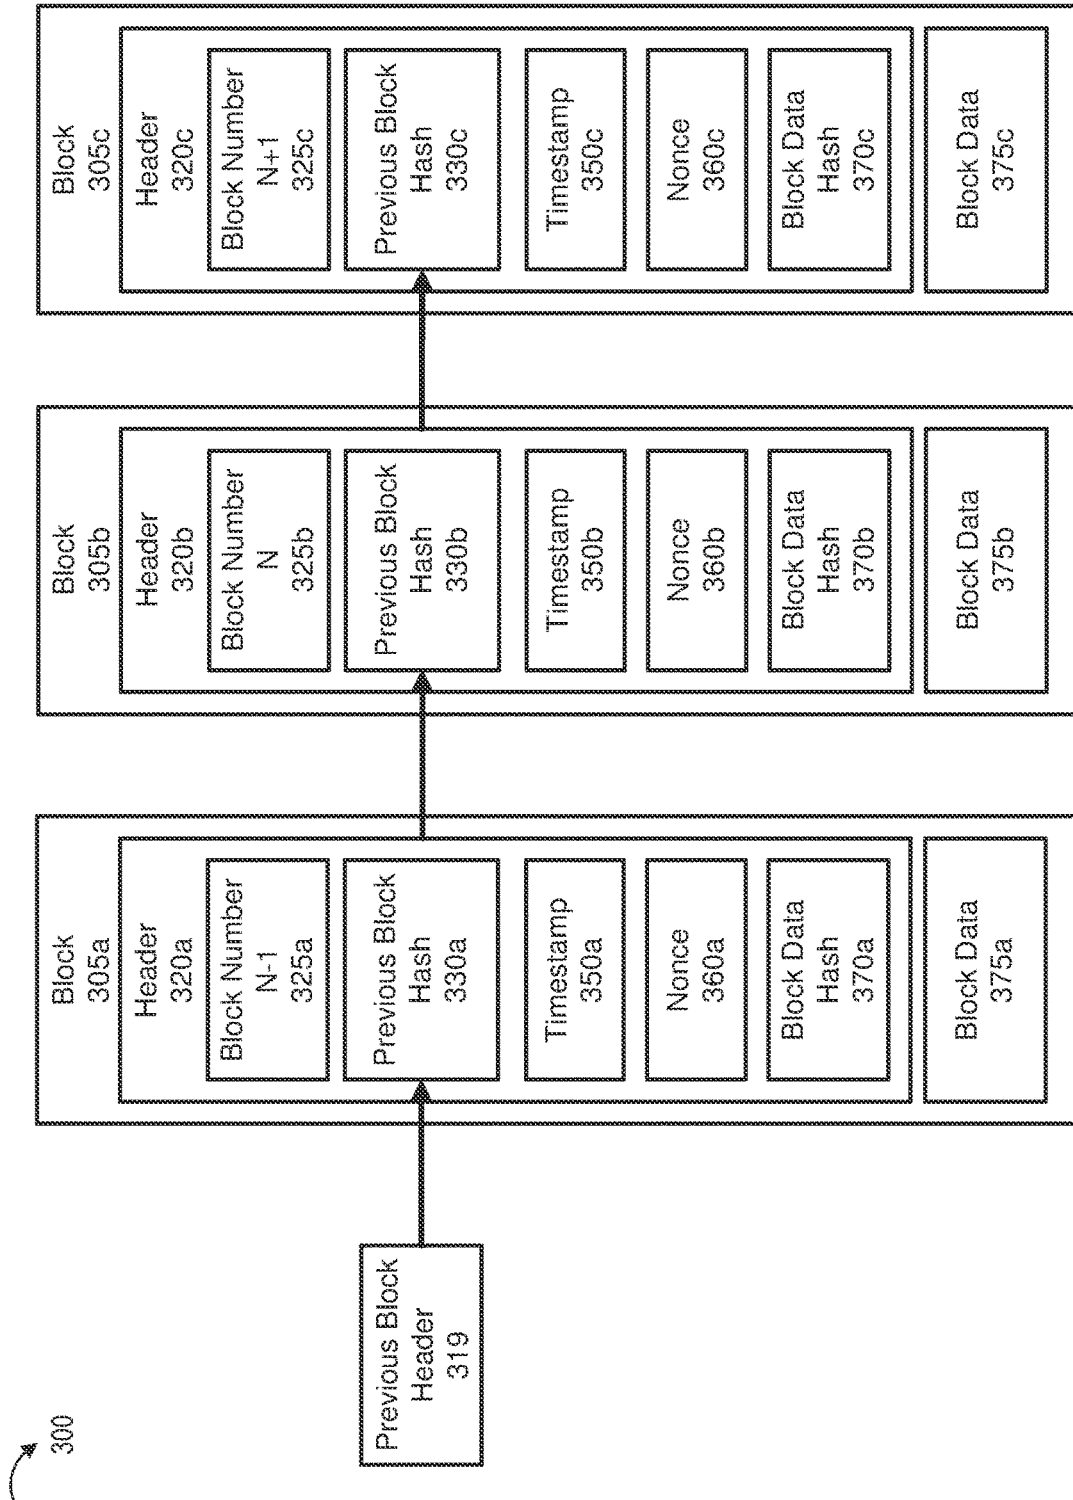 300
Previous Block
Header
319
Block
305a
Header
320a
Block Number
N-1
325a
Previous Block
Hash
330a
Timestamp
350a
Nonce
360a
Block Data
Hash
370a
Block Data
375a
Block
305b
Header
320b
Block Number
N
325b
Previous Block
Hash
330b
Timestamp
350b
Nonce
360b
Block Data
Hash
370b
Block Data
375b
Block
305c
Header
320c
Block Number
N+1
325c
Previous Block
Hash
330c
Timestamp
350c
Nonce
360c
Block Data
Hash
370c
Block Data
375c